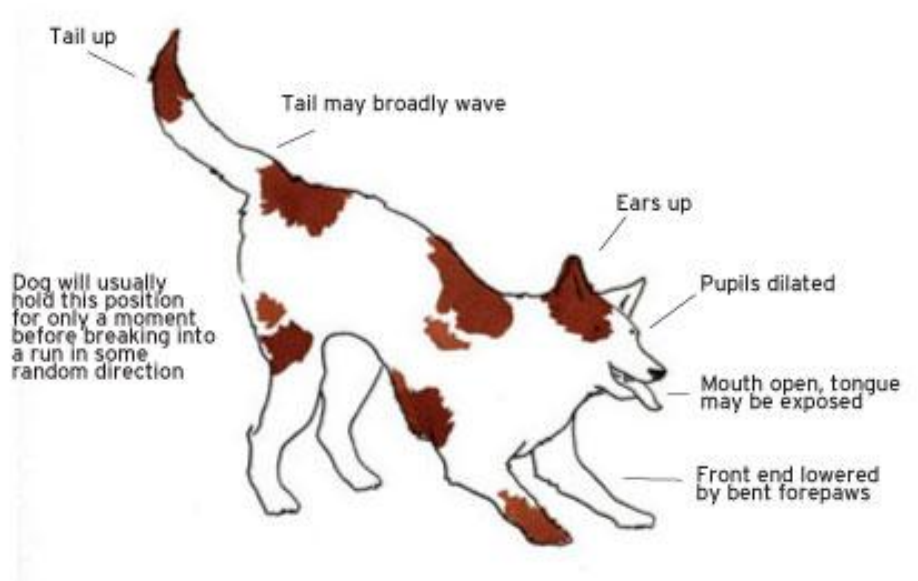 Tail up
Tail may broadly wave
Ears up
Pupils dilated
Dog will usually
hold this position
for only a moment
before breaking into
a run in some
random direction
Mouth open, tongue
may be exposed
Front end lowered
by bent forepaws